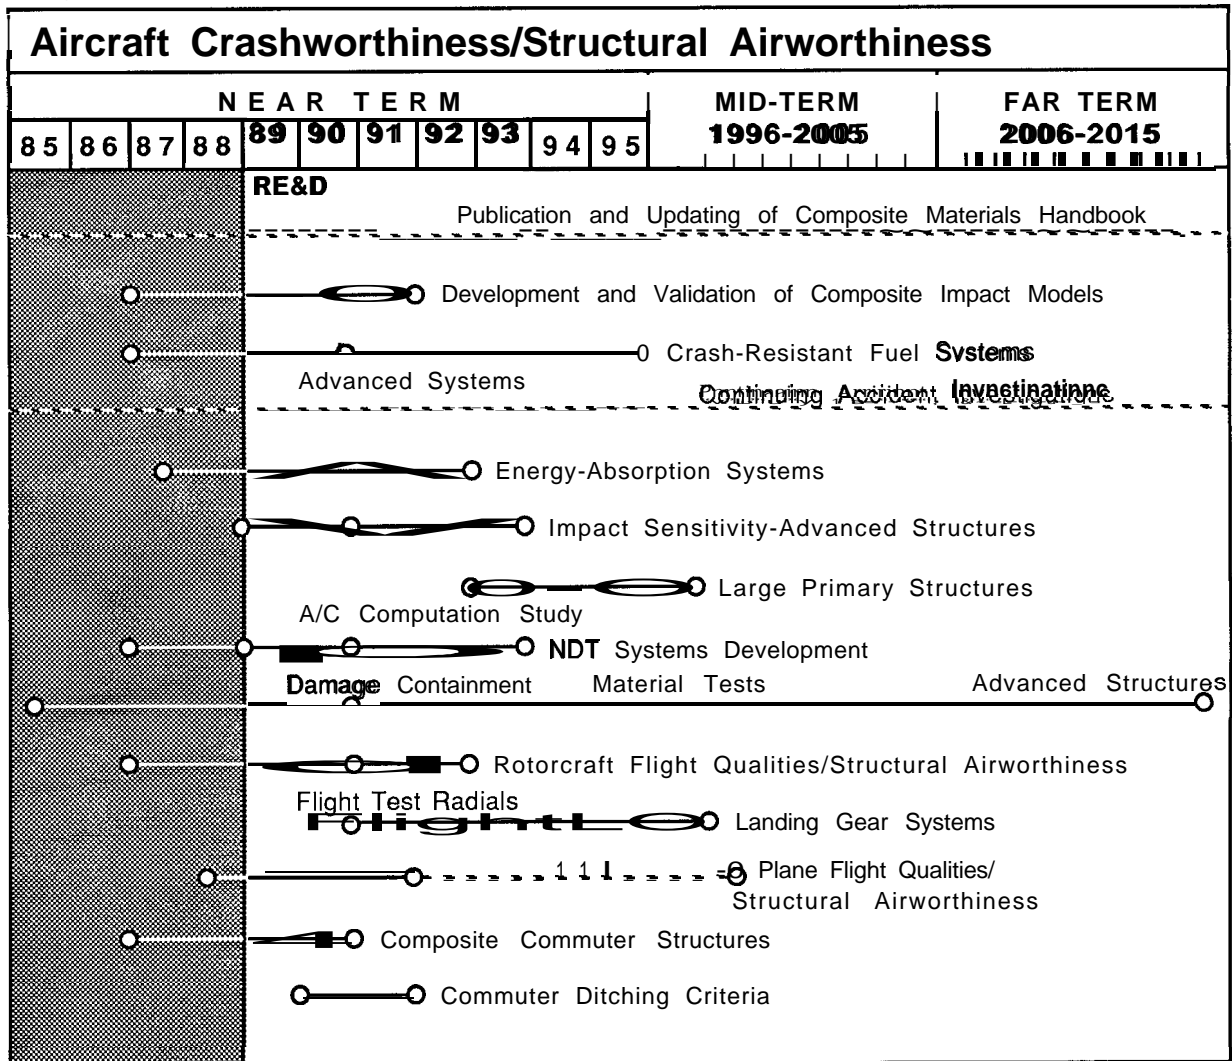 Aircraft Crashworthiness/Structural Airworthiness
NEAR TERM
MID-TERM
FAR TERM
85 86 87 88 89 90 91 92 93 94 95
1996-2005
2006-2015
RE&D
Publication and Updating of Composite Materials Handbook
Development and Validation of Composite Impact Models
Crash-Resistant Fuel Systems
Advanced Systems
Continuing Accident Investigations
Energy-Absorption Systems
Impact Sensitivity-Advanced Structures
Large Primary Structures
A/C Computation Study
NDT Systems Development
Damage Containment Material Tests Advanced Structures
Rotorcraft Flight Qualities/Structural Airworthiness
Flight Test Radials
Landing Gear Systems
Plane Flight Qualities/
Structural Airworthiness
Composite Commuter Structures
Commuter Ditching Criteria